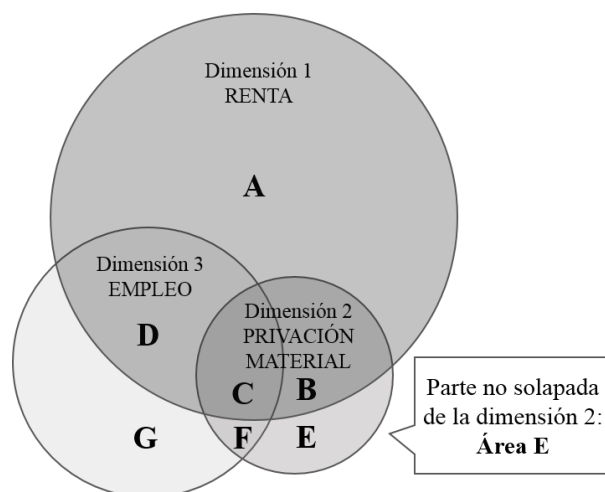 Dimensión 1
RENTA
A
Dimensión 3
EMPLEO
D
Dimensión 2
PRIVACIÓN
MATERIAL
C
B
G
F
E
Parte no solapada
de la dimensión 2:
Área E